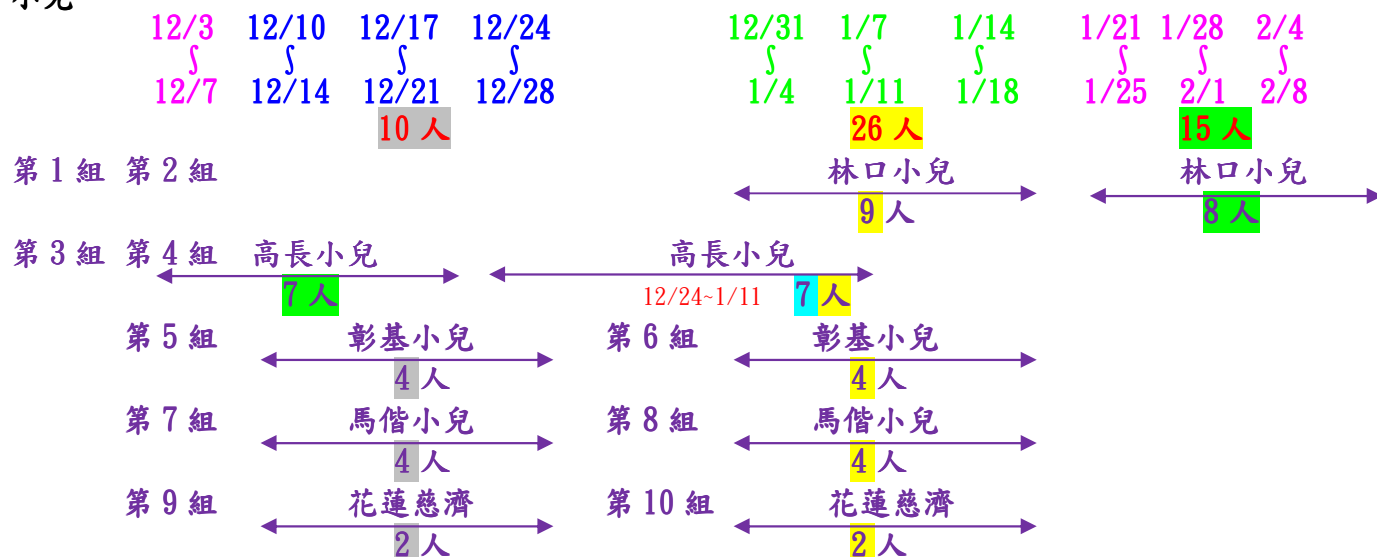 小兒
12/3 12/10 12/17 12/24 12/31 1/7 1/14 1/21 1/28 2/4
∫ ∫ ∫ ∫ ∫ ∫ ∫ ∫ ∫ ∫
12/7 12/14 12/21 12/28 1/4 1/11 1/18 1/25 2/1 2/8
10 人 26 人 15 人
第 1 組 第 2 組 林口小兒 林口小兒
9 人 8 人
第 3 組 第 4 組 高長小兒 高長小兒
7 人 12/24~1/11 7 人
第 5 組 彰基小兒 第 6 組 彰基小兒
4 人 4 人
第 7 組 馬偕小兒 第 8 組 馬偕小兒
4 人 4 人
第 9 組 花蓮慈濟 第 10 組 花蓮慈濟
2 人 2 人